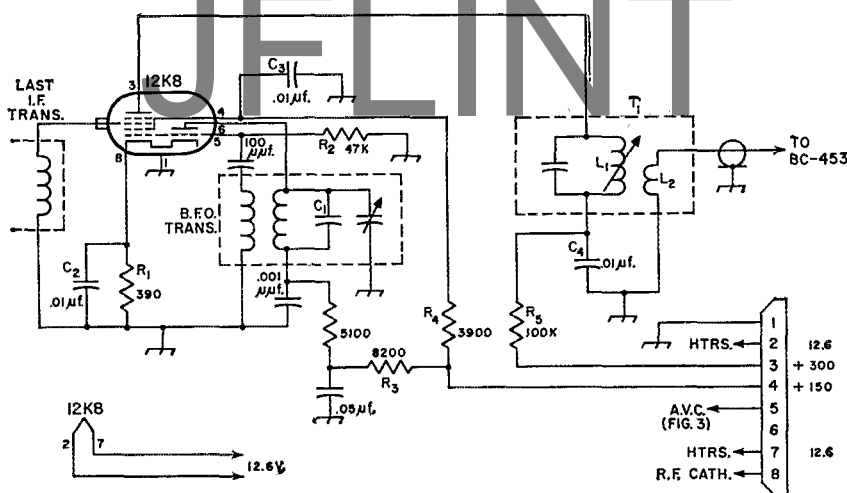 JFLINT
LAST
I.F.
TRANS.
12K8
3
4
6
5
8
1
C3
.01µf.
R2 47K
100
µµf.
B.F.O.
TRANS.
C1
C2
.01µf.
R1
390
.001
µµf.
5100
8200
R3
.05µf.
R4
3900
R5
100K
T1
L1
L2
C4
.01µf.
TO
BC-453
1
HTRS. 2 12.6
3 + 300
4 + 150
A.V.C. 5
(FIG. 3)
6
HTRS. 7 12.6
R.F. CATH. 8
12K8
2 7
12.6V.